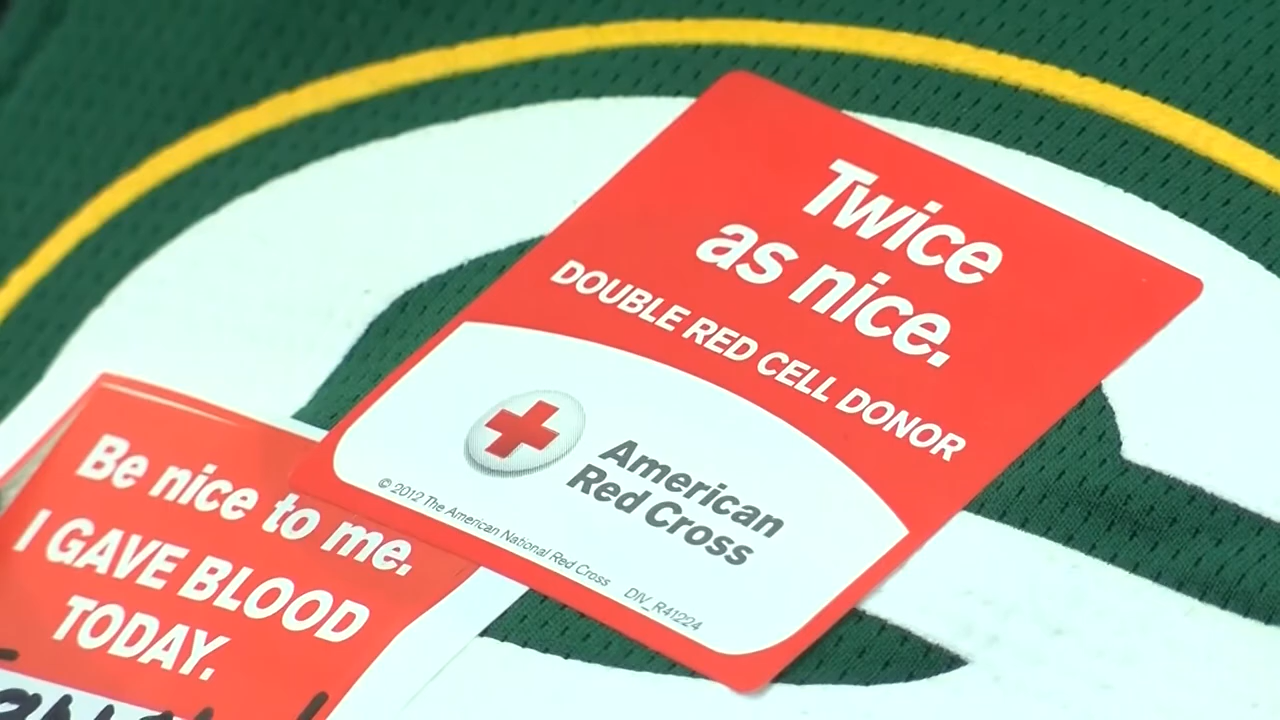 Twice
as nice.
DOUBLE RED CELL DONOR
American
Red Cross
© 2012 The American National Red Cross DIV_R41224
Be nice to me.
I GAVE BLOOD
TODAY.